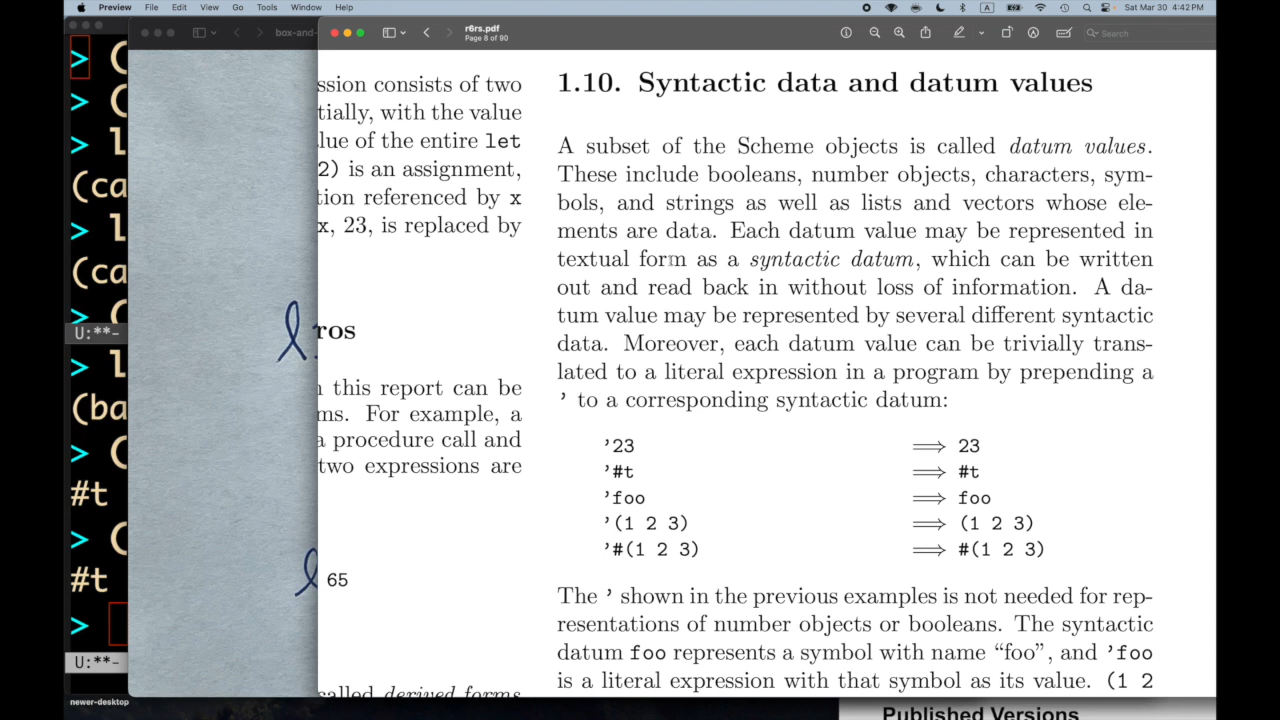 Preview File Edit View Go Tools Window Help
A Sat Mar 30 4:42 PM
box-and-
r6rs.pdf
Page 8 of 90
Search
> (
> (
> l
(ca
> l
(ca
> (
U:**-
> l
(ba
> (
#t
> (
#t
>
U:**-
newer-desktop
ssion consists of two
tially, with the value
lue of the entire let
2) is an assignment,
tion referenced by x
x, 23, is replaced by
ros
n this report can be
ms. For example, a
a procedure call and
two expressions are
65
called derived forms
1.10. Syntactic data and datum values
A subset of the Scheme objects is called datum values.
These include booleans, number objects, characters, sym-
bols, and strings as well as lists and vectors whose ele-
ments are data. Each datum value may be represented in
textual form as a syntactic datum, which can be written
out and read back in without loss of information. A da-
tum value may be represented by several different syntactic
data. Moreover, each datum value can be trivially trans-
lated to a literal expression in a program by prepending a
’ to a corresponding syntactic datum:
’23 ⟹ 23
’#t ⟹ #t
’foo ⟹ foo
’(1 2 3) ⟹ (1 2 3)
’#(1 2 3) ⟹ #(1 2 3)
The ’ shown in the previous examples is not needed for rep-
resentations of number objects or booleans. The syntactic
datum foo represents a symbol with name “foo”, and ’foo
is a literal expression with that symbol as its value. (1 2
Published Versions